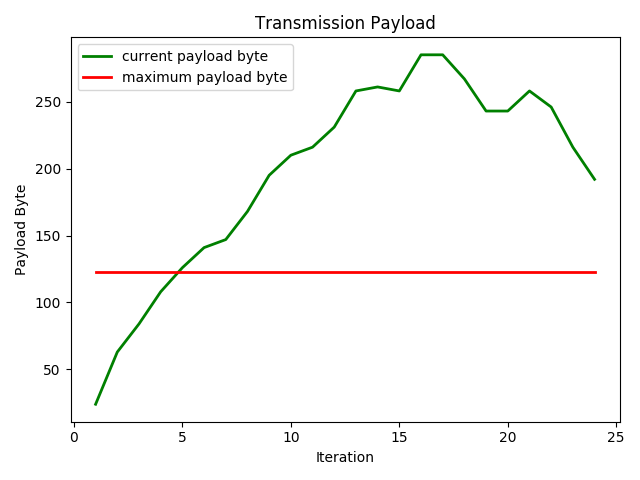 Transmission Payload
current payload byte
maximum payload byte
Payload Byte
250
200
150
100
50
0
5
10
15
20
25
Iteration